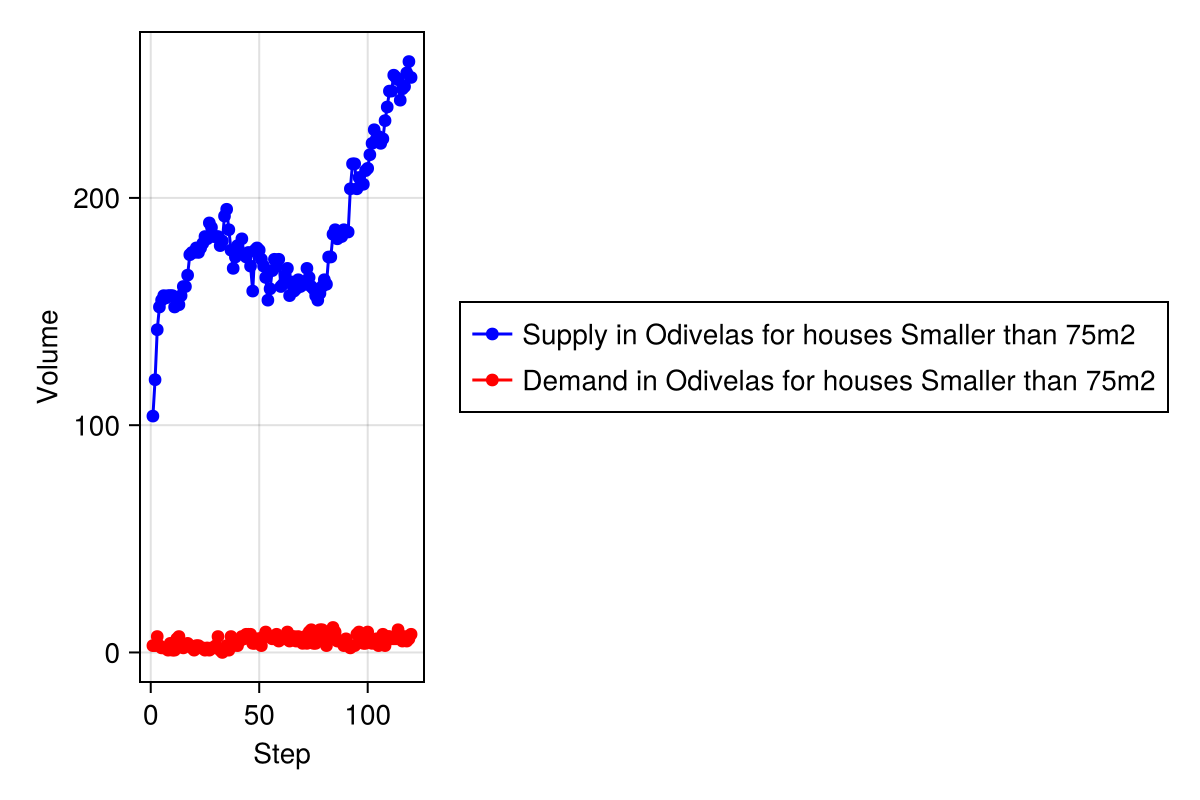 Volume
200
100
0
0 50 100
Step
Supply in Odivelas for houses Smaller than 75m2
Demand in Odivelas for houses Smaller than 75m2